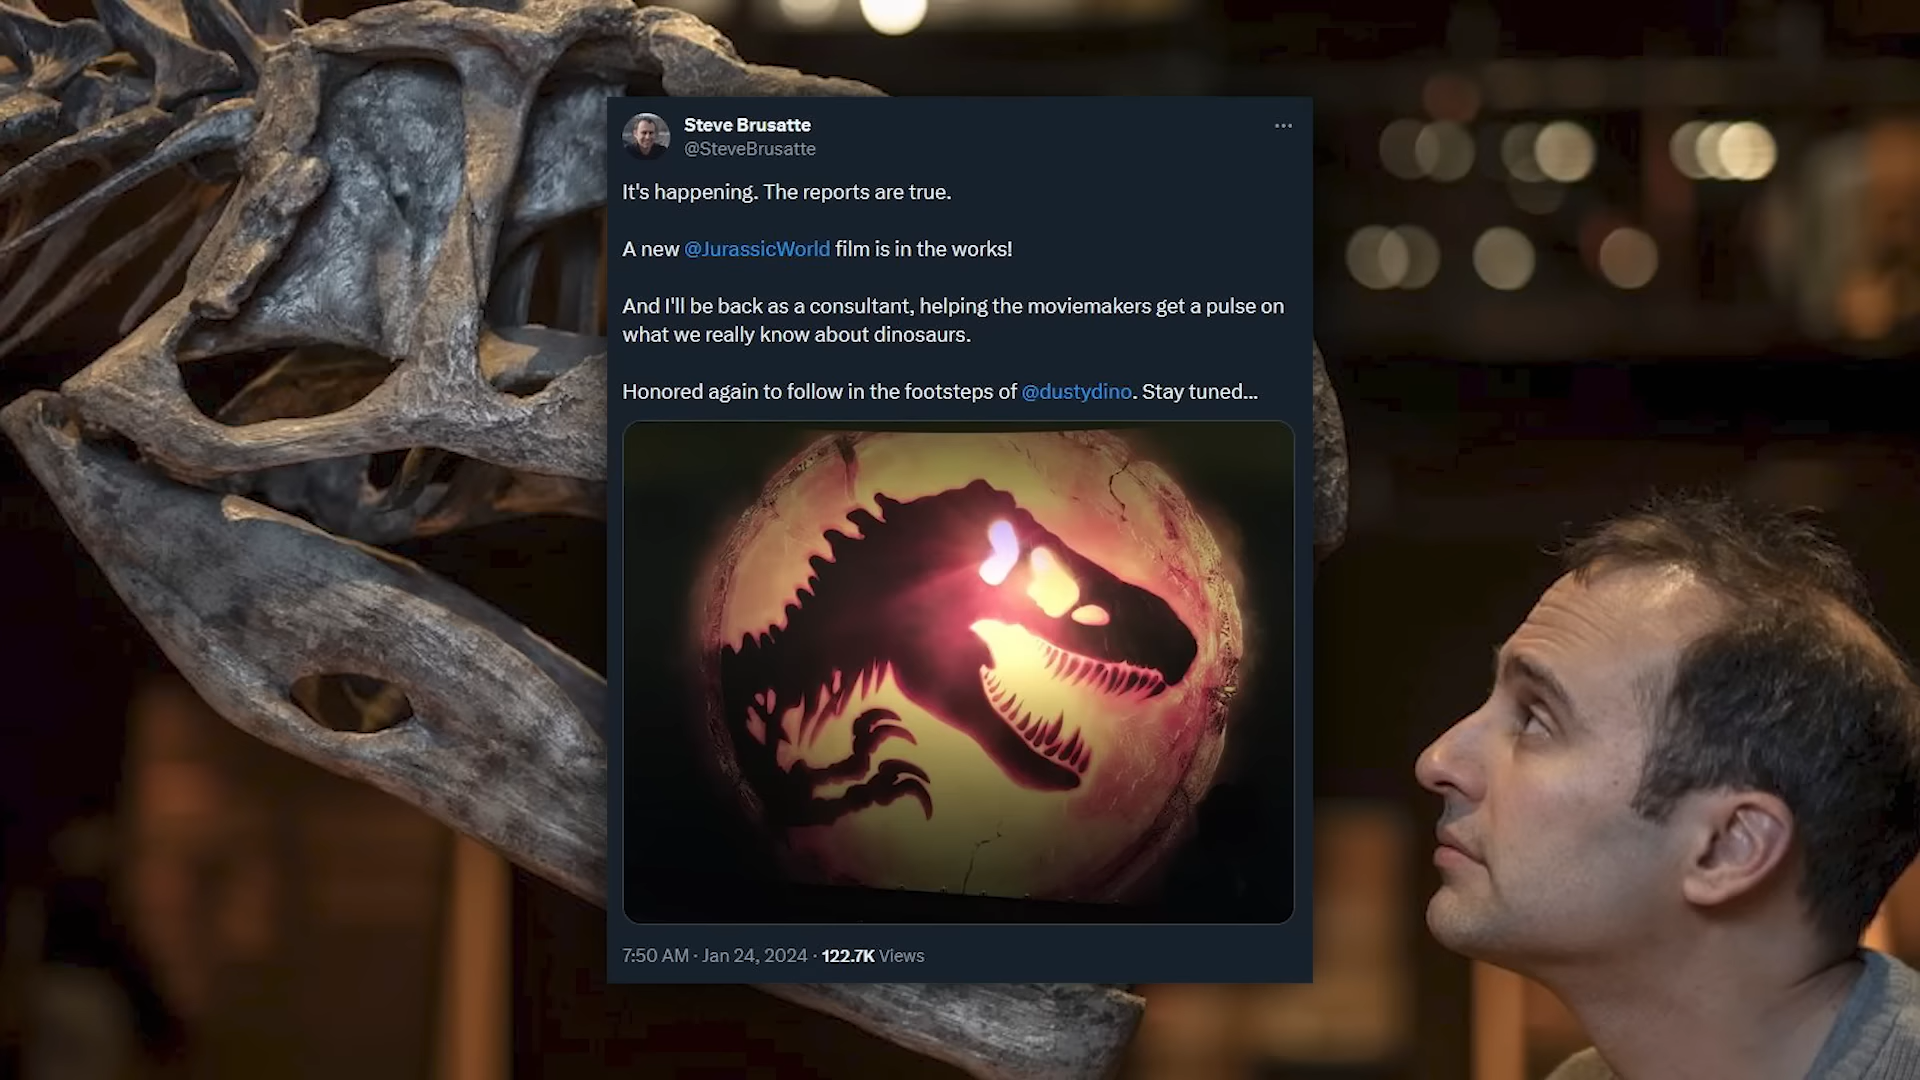 Steve Brusatte
@SteveBrusatte
It's happening. The reports are true.
A new @JurassicWorld film is in the works!
And I'll be back as a consultant, helping the moviemakers get a pulse on
what we really know about dinosaurs.
Honored again to follow in the footsteps of @dustydino. Stay tuned...
7:50 AM · Jan 24, 2024 · 122.7K Views